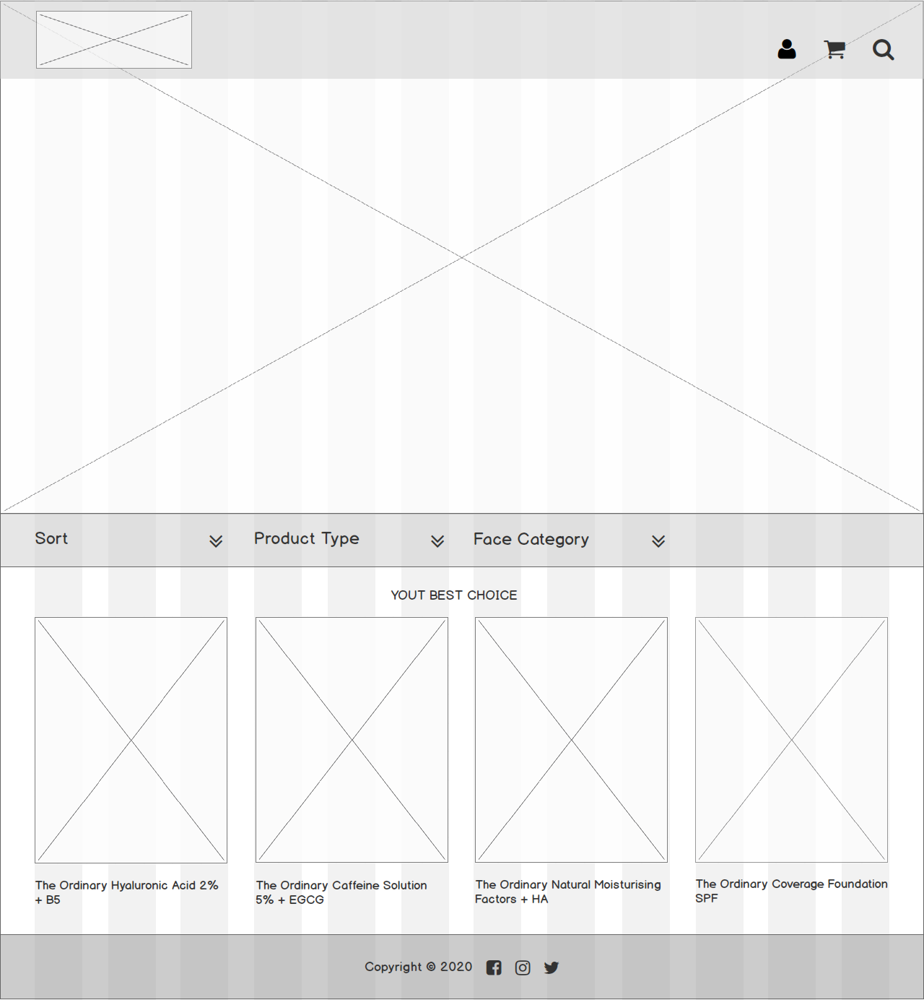 Sort
Product Type
Face Category
YOUT BEST CHOICE
The Ordinary Hyaluronic Acid 2%
+ B5
The Ordinary Caffeine Solution
5% + EGCG
The Ordinary Natural Moisturising
Factors + HA
The Ordinary Coverage Foundation
SPF
Copyright © 2020